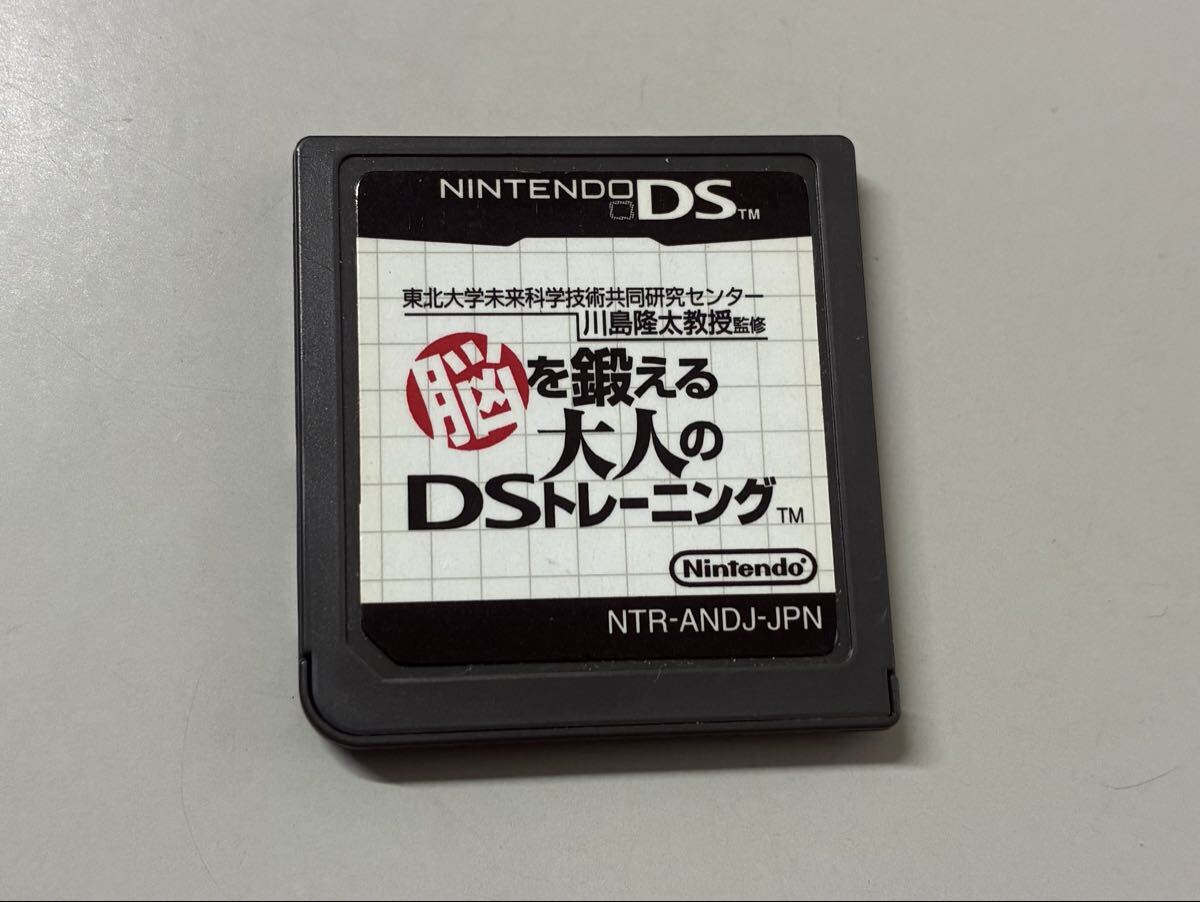 NINTENDO DS™
東北大学未来科学技術共同研究センター
川島隆太教授監修
脳を鍛える
大人の
DSトレーニング™
Nintendo®
NTR-ANDJ-JPN